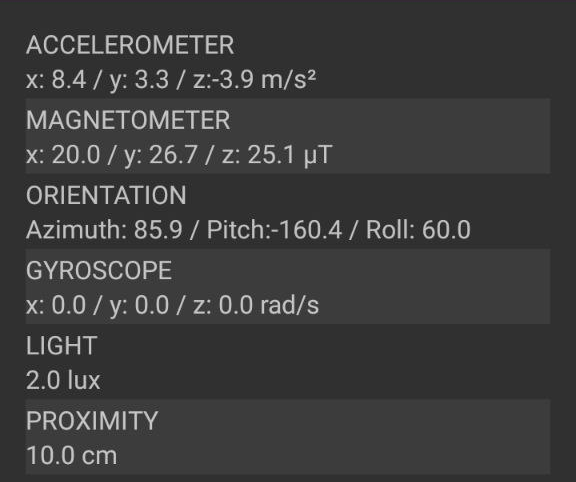 ACCELEROMETER
x: 8.4 / y: 3.3 / z:-3.9 m/s²
MAGNETOMETER
x: 20.0 / y: 26.7 / z: 25.1 µT
ORIENTATION
Azimuth: 85.9 / Pitch:-160.4 / Roll: 60.0
GYROSCOPE
x: 0.0 / y: 0.0 / z: 0.0 rad/s
LIGHT
2.0 lux
PROXIMITY
10.0 cm